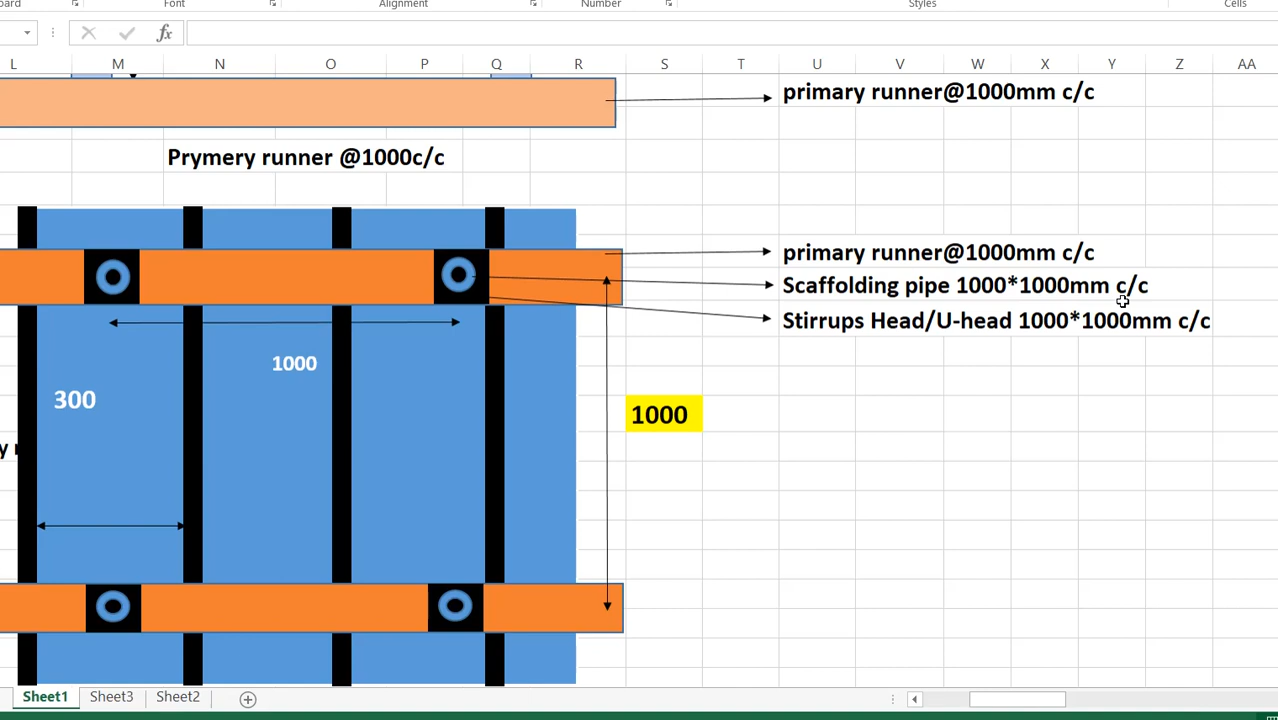 Font Alignment Number Styles Cells
fx
L M N O P Q R S T U V W X Y Z AA
primary runner@1000mm c/c
Prymery runner @1000c/c
primary runner@1000mm c/c
Scaffolding pipe 1000*1000mm c/c
Stirrups Head/U-head 1000*1000mm c/c
1000
300
1000
Sheet1 Sheet3 Sheet2